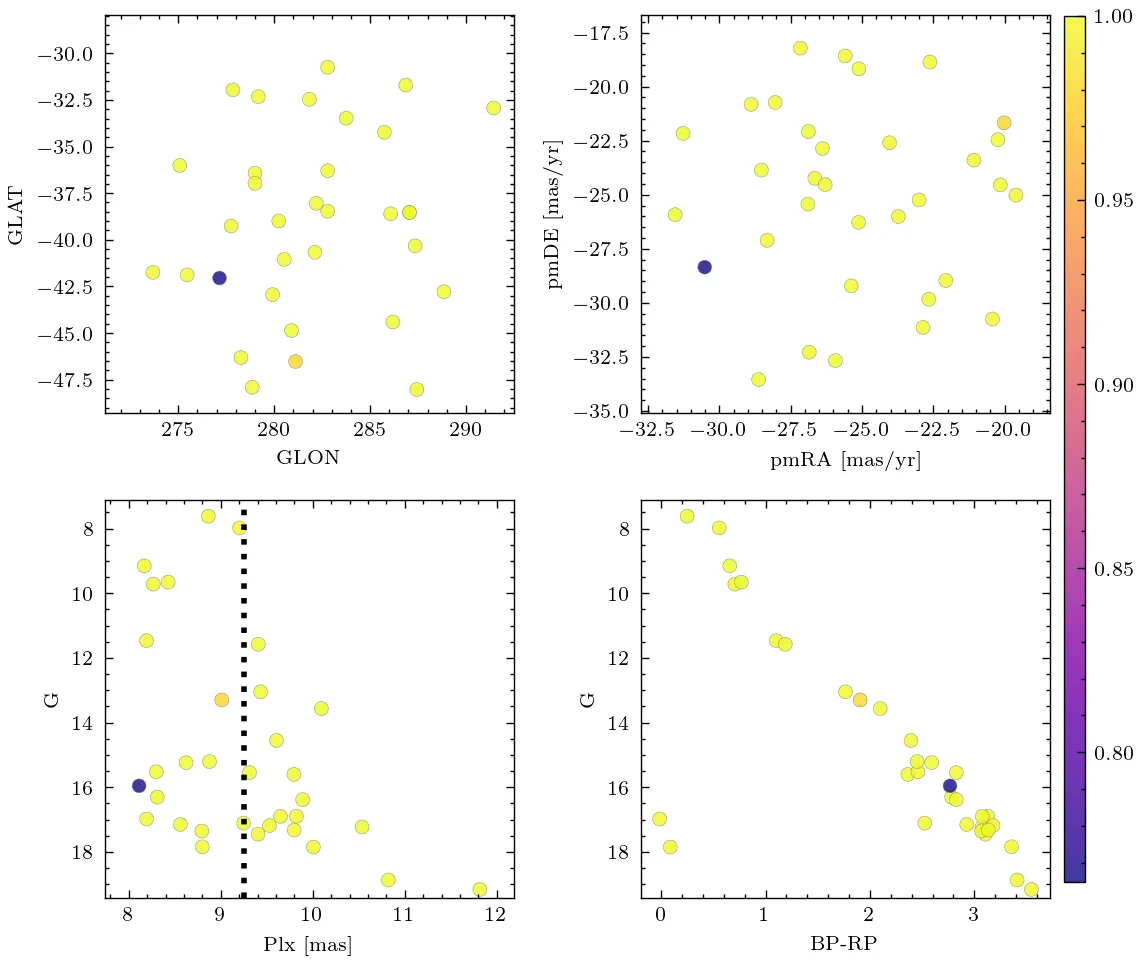 −30.0
−32.5
−35.0
−37.5
−40.0
−42.5
−45.0
−47.5
GLAT
275 280 285 290
GLON
−17.5
−20.0
−22.5
−25.0
−27.5
−30.0
−32.5
−35.0
pmDE [mas/yr]
−32.5 −30.0 −27.5 −25.0 −22.5 −20.0
pmRA [mas/yr]
1.00
0.95
0.90
0.85
0.80
8
10
12
14
16
18
G
8 9 10 11 12
Plx [mas]
8
10
12
14
16
18
G
0 1 2 3
BP-RP